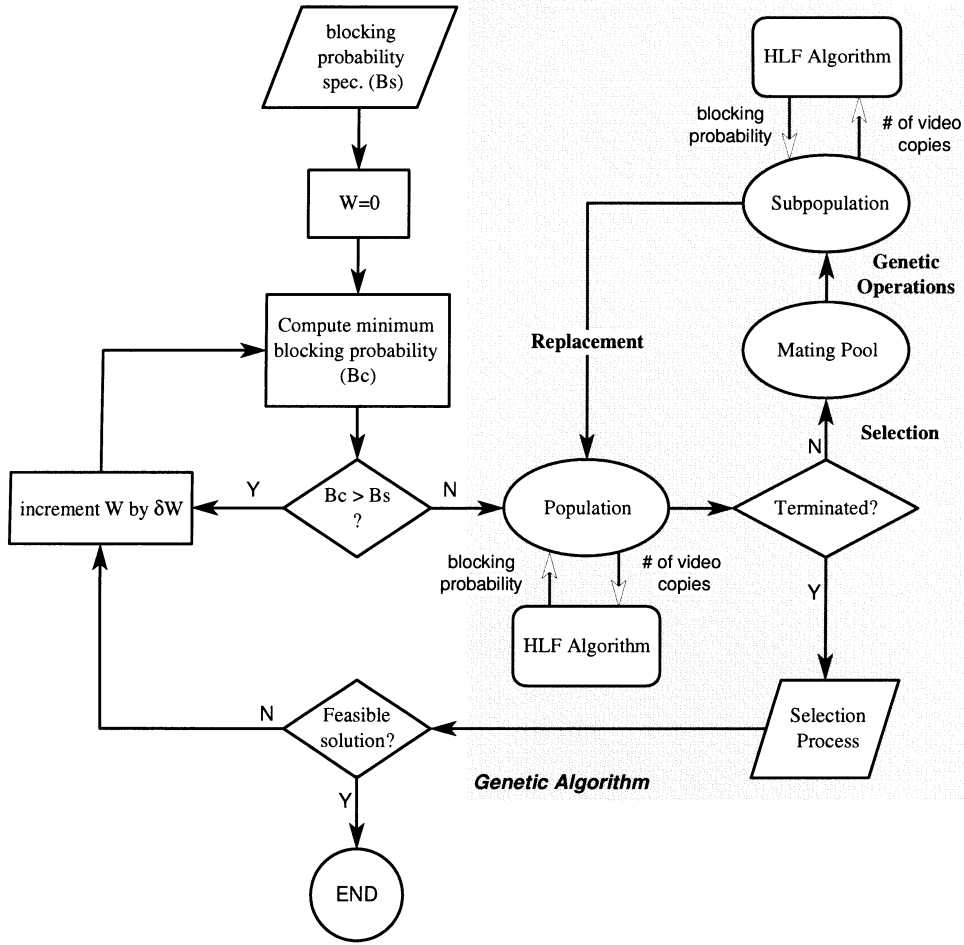 blocking
probability
spec. (Bs)
W=0
Compute minimum
blocking probability
(Bc)
Bc > Bs
?
Y
N
increment W by δW
HLF Algorithm
blocking
probability
# of video
copies
Subpopulation
Genetic
Operations
Mating Pool
Replacement
Selection
N
Population
Terminated?
Y
blocking
probability
# of video
copies
HLF Algorithm
Selection
Process
Feasible
solution?
N
Y
Genetic Algorithm
END